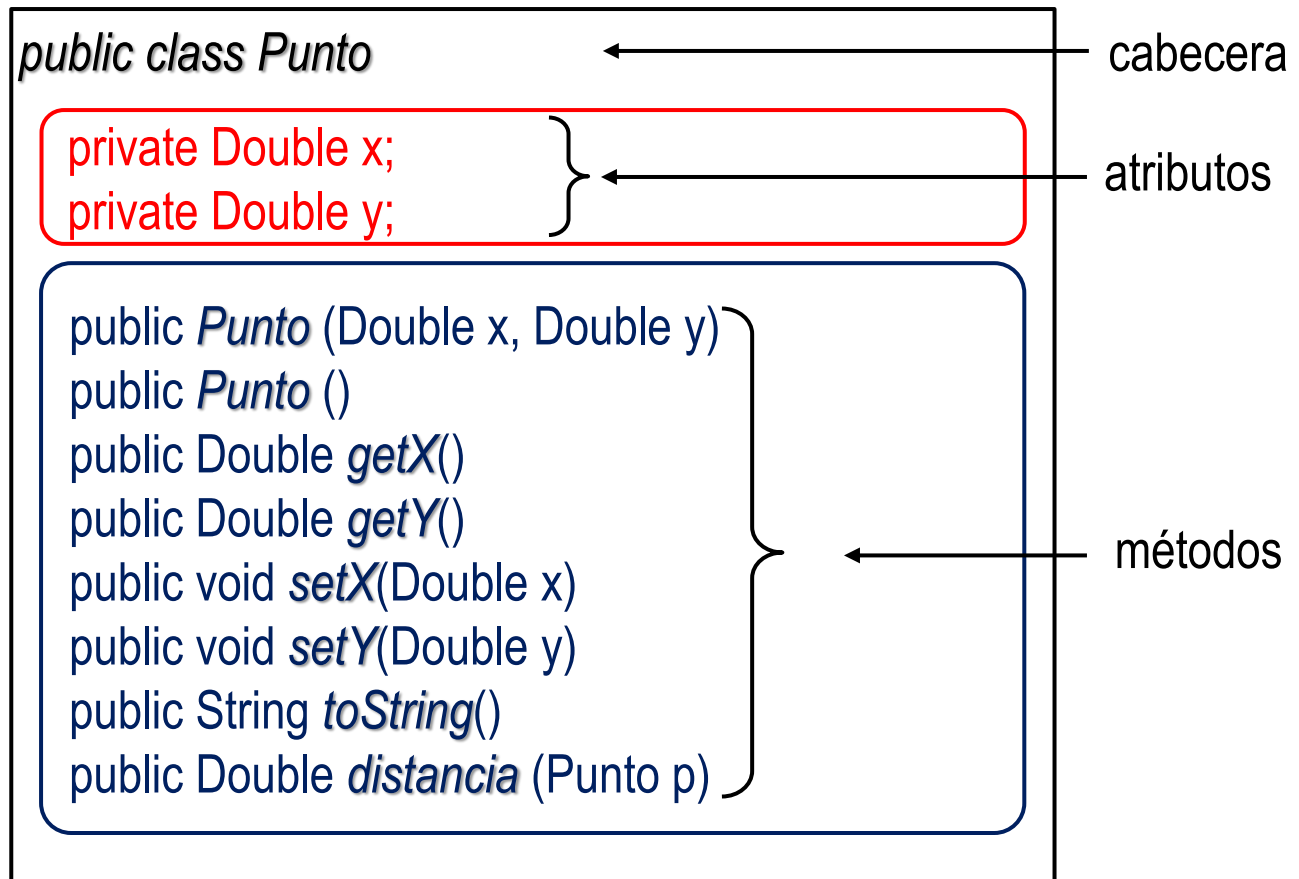 public class Punto
cabecera
private Double x;
private Double y;
atributos
public Punto (Double x, Double y)
public Punto ()
public Double getX()
public Double getY()
public void setX(Double x)
public void setY(Double y)
public String toString()
public Double distancia (Punto p)
métodos